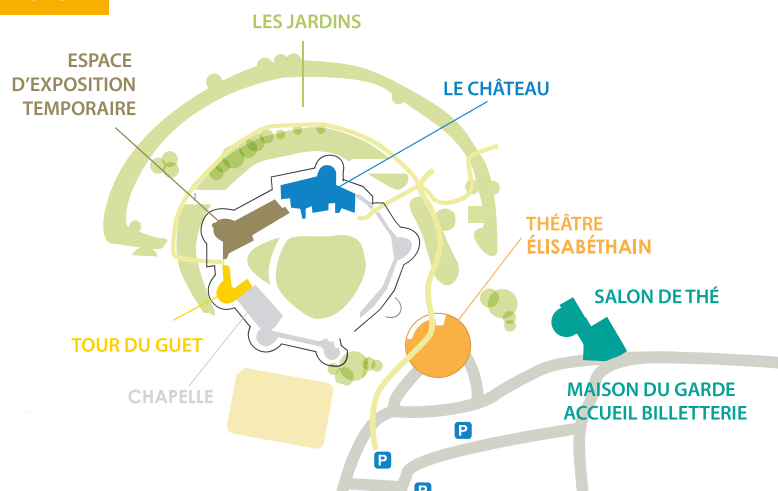 LES JARDINS
ESPACE
D'EXPOSITION
TEMPORAIRE
LE CHÂTEAU
THÉÂTRE
ÉLISABÉTHAIN
SALON DE THÉ
TOUR DU GUET
MAISON DU GARDE
ACCUEIL BILLETTERIE
CHAPELLE
P
P
P